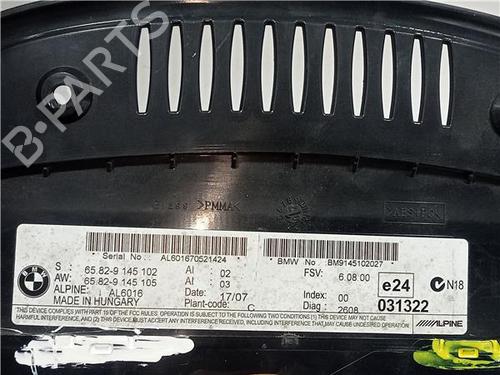 B-PARTS
>PMMA<
>ABS+PC<
Serial No AL601670521424
*BMW No. BM9145102027
BMW
S : 65.82-9 145 102 AI : 02 FSV: 6.08.00 e24 N18
AW.: 65.82-9 145 105 AI : 03 031322
ALPINE: AL6016 : 17/07 Index : 00
MADE IN HUNGARY Plant-code: G Diag : 2608 ALPINE
THIS DEVICE COMPLIES WITH PART 15 OF THE FCC RULES. OPERATION IS SUBJECT TO THE FOLLOWING TWO CONDITIONS (1) THIS DEVICE MAY NOT CAUSE
HARMFUL INTERFERENCE, AND (2) THIS DEVICE MUST ACCEPT ANY INTERFERENCE RECEIVED, INCLUDING INTERFERENCE THAT MAY CAUSE UNDESIRED OPERATION